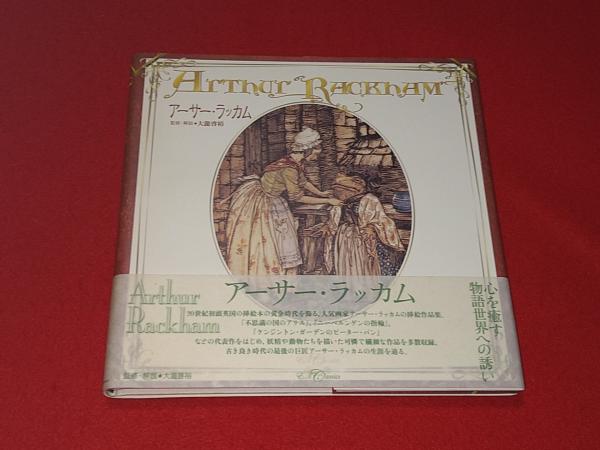 ARTHUR RACKHAM
アーサー・ラッカム
監修・解説★大瀧啓裕
Arthur
Rackham
アーサー・ラッカム
20世紀初頭英国の挿絵本の黄金時代を飾る、人気画家アーサー・ラッカムの挿絵作品集。
『不思議の国のアリス』、『ニーベルンゲンの指輪』、
『ケンジントン・ガーデンのピーター・パン』
などの代表作をはじめ、妖精や動物たちを描いた可憐で繊細な作品を多数収録。
古き良き時代の最後の巨匠アーサー・ラッカムの生涯を辿る。
心を癒す
物語世界への誘い
監修・解説★大瀧啓裕
Classics